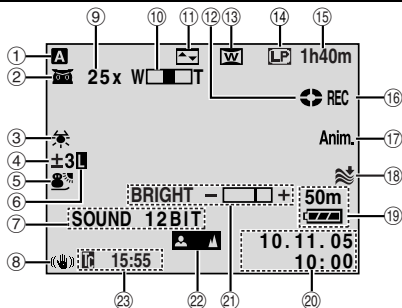 ⑨ ⑩ ⑪ ⑫ ⑬ ⑭ ⑮
① A W LP 1h40m
② 25x W T
REC ⑯
③ Anim. ⑰
④ ±3 L
⑤ ⑱
⑥ BRIGHT – + 50m
⑦ SOUND 12BIT ⑲
10.11.05
⑧ 15:55 10:00
㉓ ㉒ ㉑ ⑳